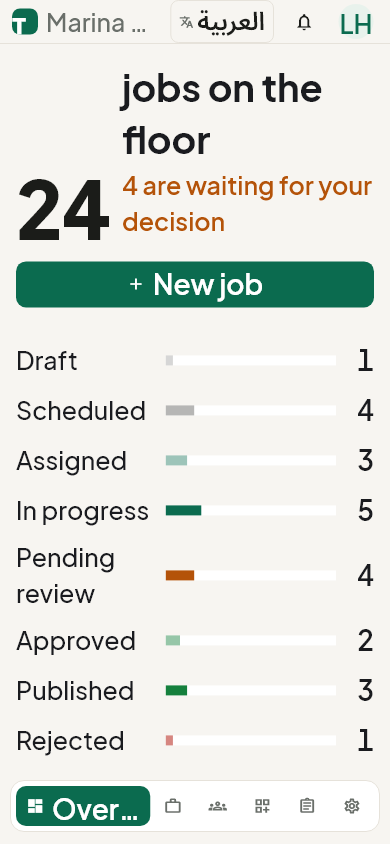 Marina ...
العربية
LH
jobs on the
floor
24
4 are waiting for your
decision
+ New job
Draft 1
Scheduled 4
Assigned 3
In progress 5
Pending
review 4
Approved 2
Published 3
Rejected 1
Over...